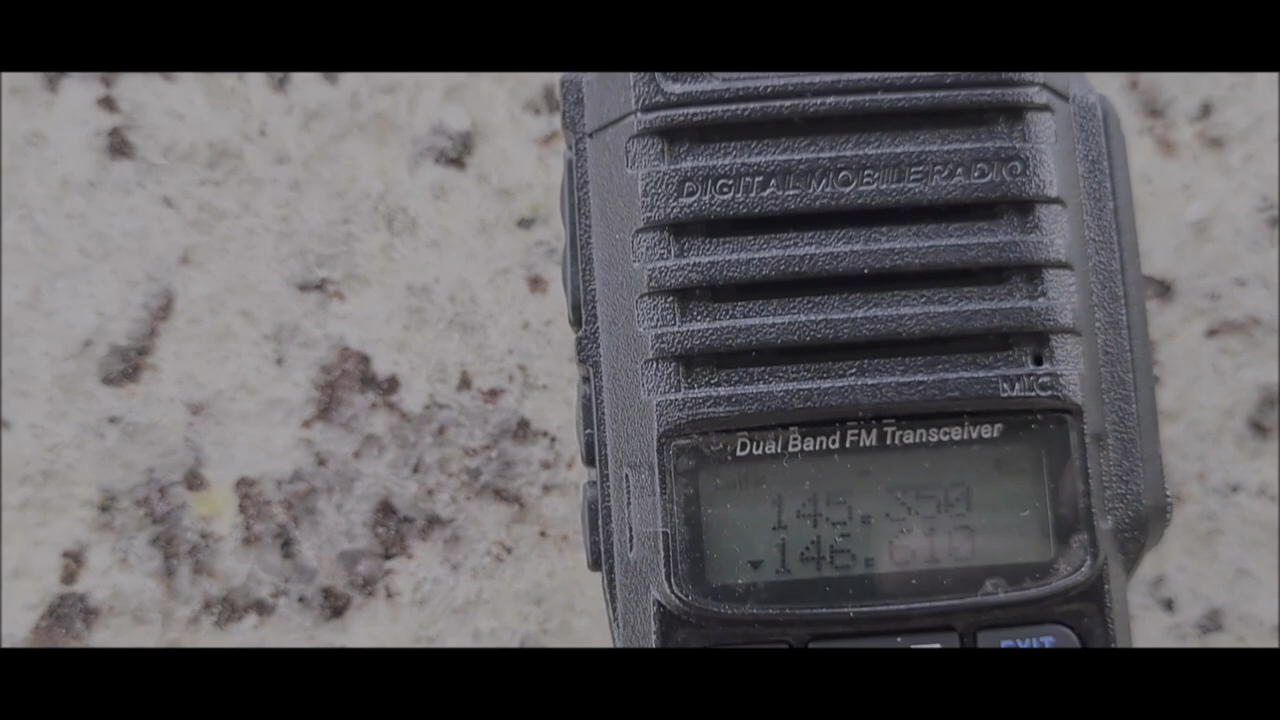 DIGITAL MOBILE RADIO
MIC
Dual Band FM Transceiver
145.350
146.610
EXIT